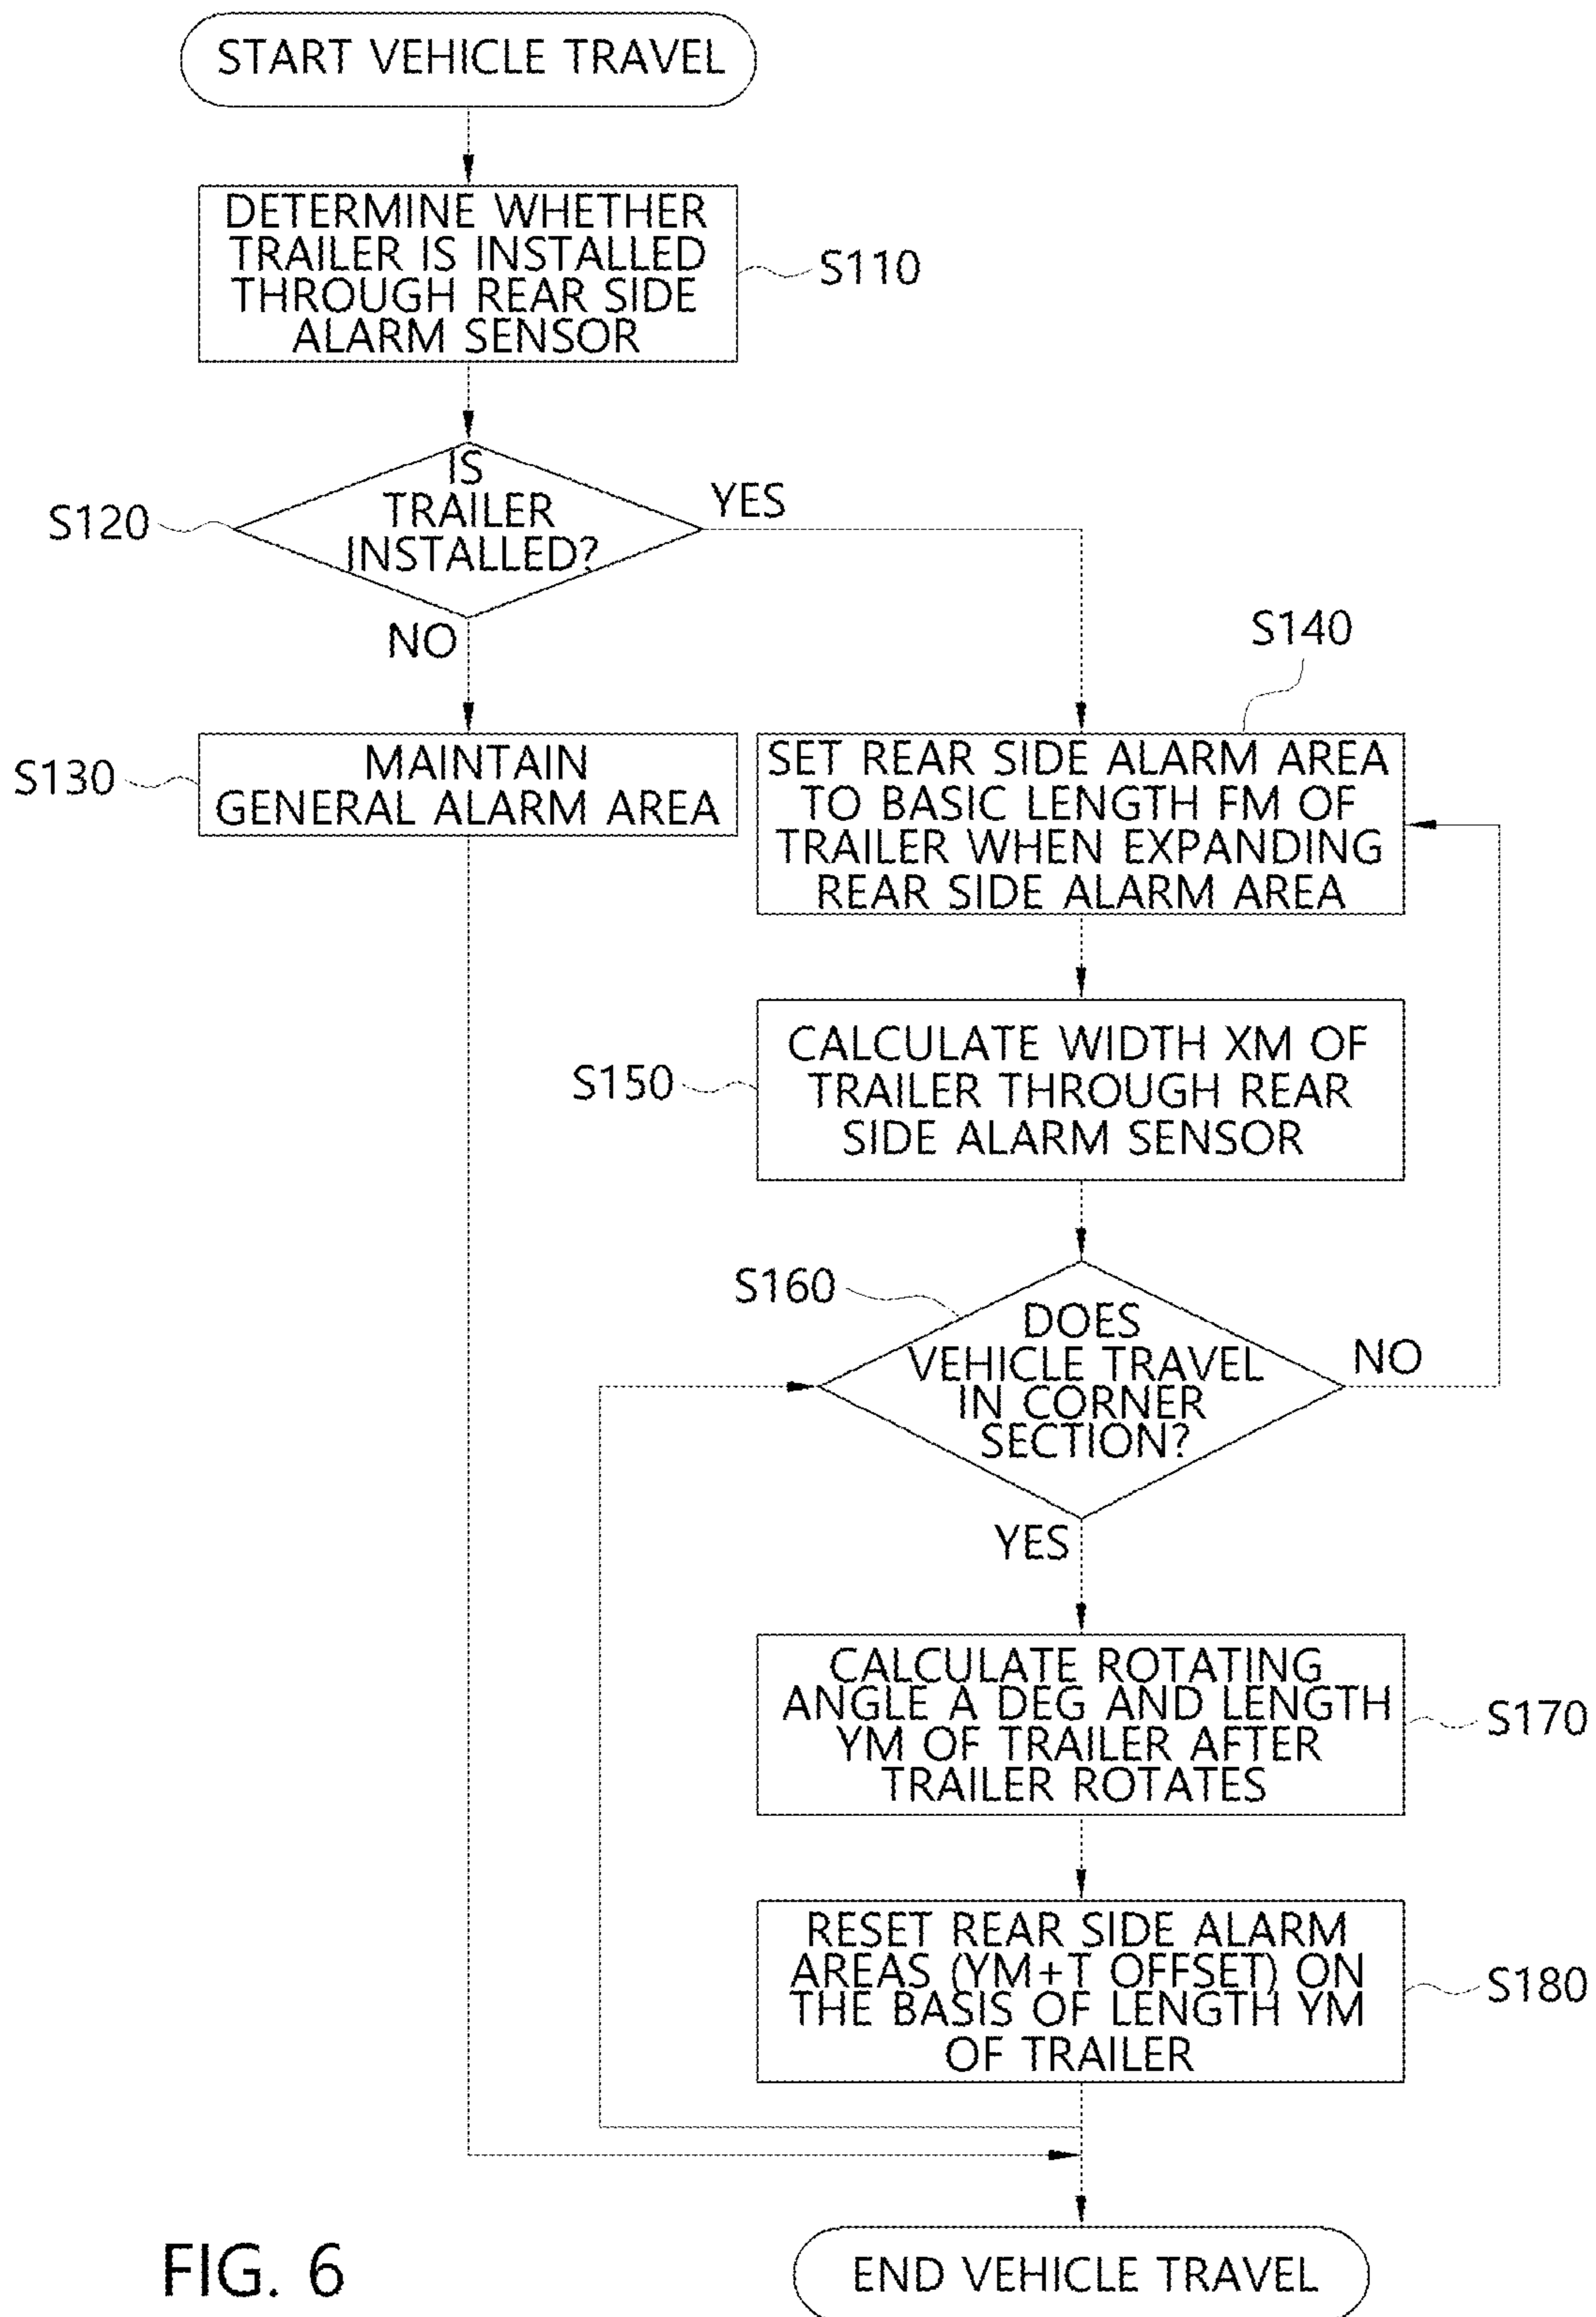 START VEHICLE TRAVEL
DETERMINE WHETHER
TRAILER IS INSTALLED
THROUGH REAR SIDE
ALARM SENSOR
S110
IS
TRAILER
INSTALLED?
S120
YES
NO
S140
S130
MAINTAIN
GENERAL ALARM AREA
SET REAR SIDE ALARM AREA
TO BASIC LENGTH FM OF
TRAILER WHEN EXPANDING
REAR SIDE ALARM AREA
S150
CALCULATE WIDTH XM OF
TRAILER THROUGH REAR
SIDE ALARM SENSOR
S160
DOES
VEHICLE TRAVEL
IN CORNER
SECTION?
NO
YES
CALCULATE ROTATING
ANGLE A DEG AND LENGTH
YM OF TRAILER AFTER
TRAILER ROTATES
S170
RESET REAR SIDE ALARM
AREAS (YM+T OFFSET) ON
THE BASIS OF LENGTH YM
OF TRAILER
S180
END VEHICLE TRAVEL
FIG. 6